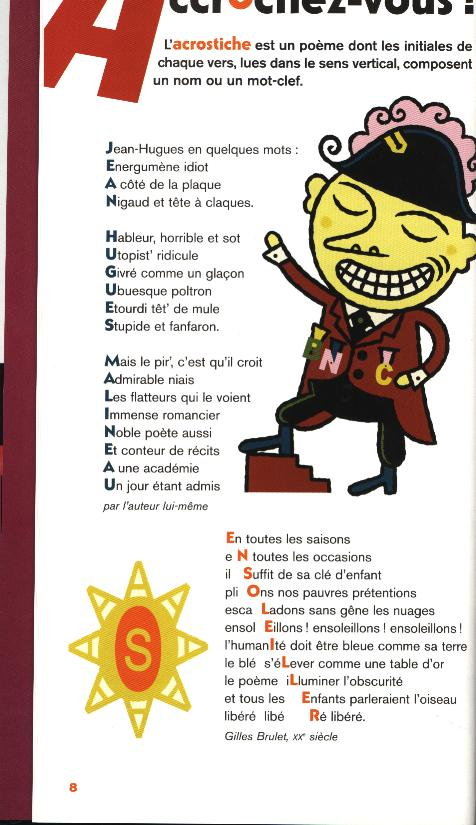 Accrochez-vous !
L'acrostiche est un poème dont les initiales de
chaque vers, lues dans le sens vertical, composent
un nom ou un mot-clef.
Jean-Hugues en quelques mots :
Energumène idiot
A côté de la plaque
Nigaud et tête à claques.
Hableur, horrible et sot
Utopist' ridicule
Givré comme un glaçon
Ubuesque poltron
Etourdi têt' de mule
Stupide et fanfaron.
Mais le pir', c'est qu'il croit
Admirable niais
Les flatteurs qui le voient
Immense romancier
Noble poète aussi
Et conteur de récits
A une académie
Un jour étant admis
par l'auteur lui-même
B N C
En toutes les saisons
e N toutes les occasions
il Suffit de sa clé d'enfant
pli Ons nos pauvres prétentions
esca Ladons sans gêne les nuages
ensol Eillons ! ensoleillons ! ensoleillons !
l'humanIté doit être bleue comme sa terre
le blé s'éLever comme une table d'or
le poème iLluminer l'obscurité
et tous les Enfants parleraient l'oiseau
libéré libé Ré libéré.
Gilles Brulet, XXe siècle
S
8